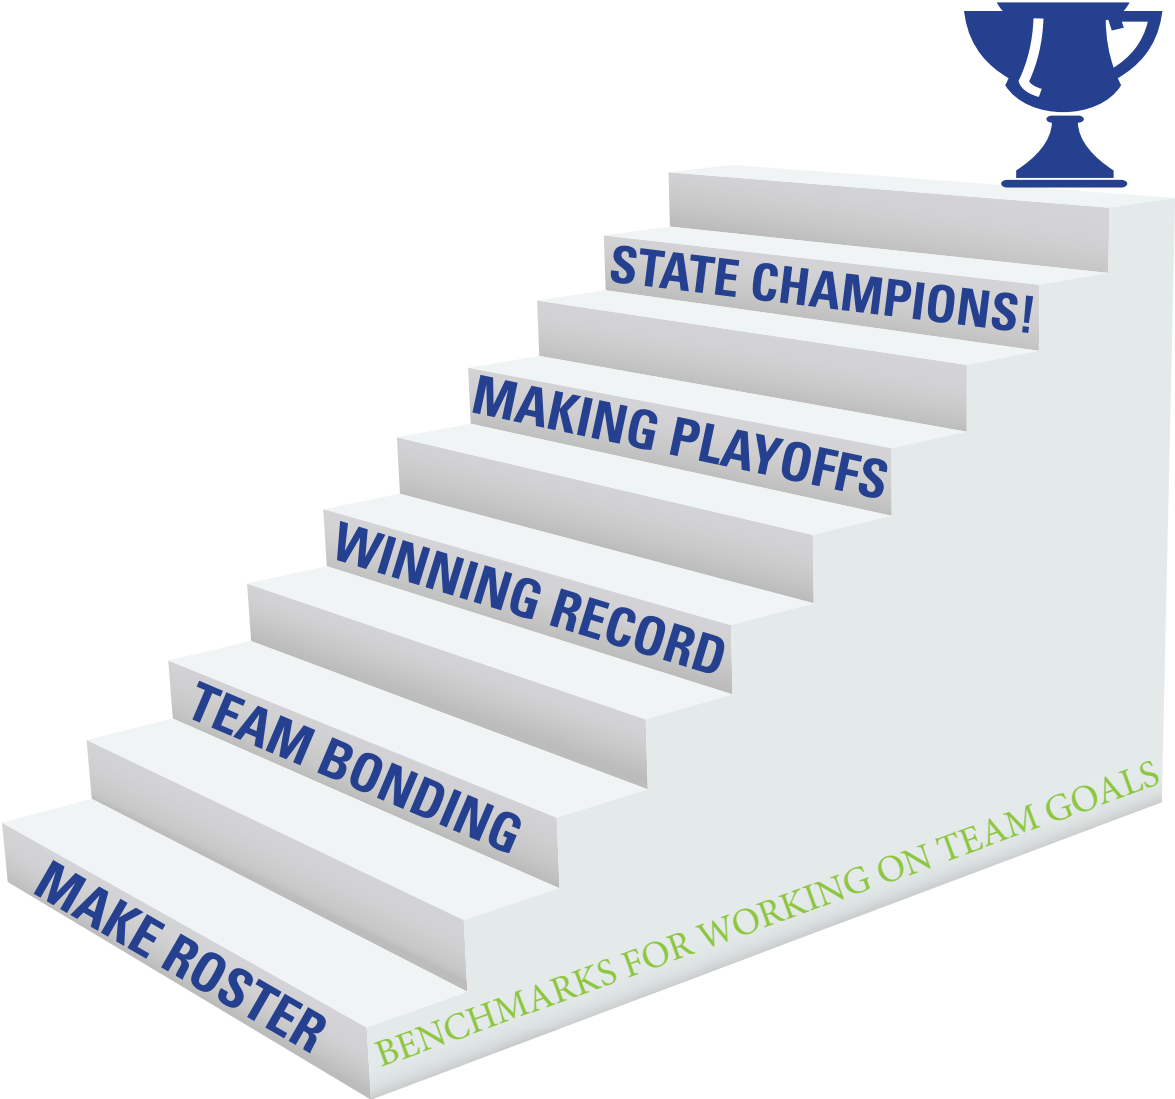 STATE CHAMPIONS!
MAKING PLAYOFFS
WINNING RECORD
TEAM BONDING
MAKE ROSTER
BENCHMARKS FOR WORKING ON TEAM GOALS